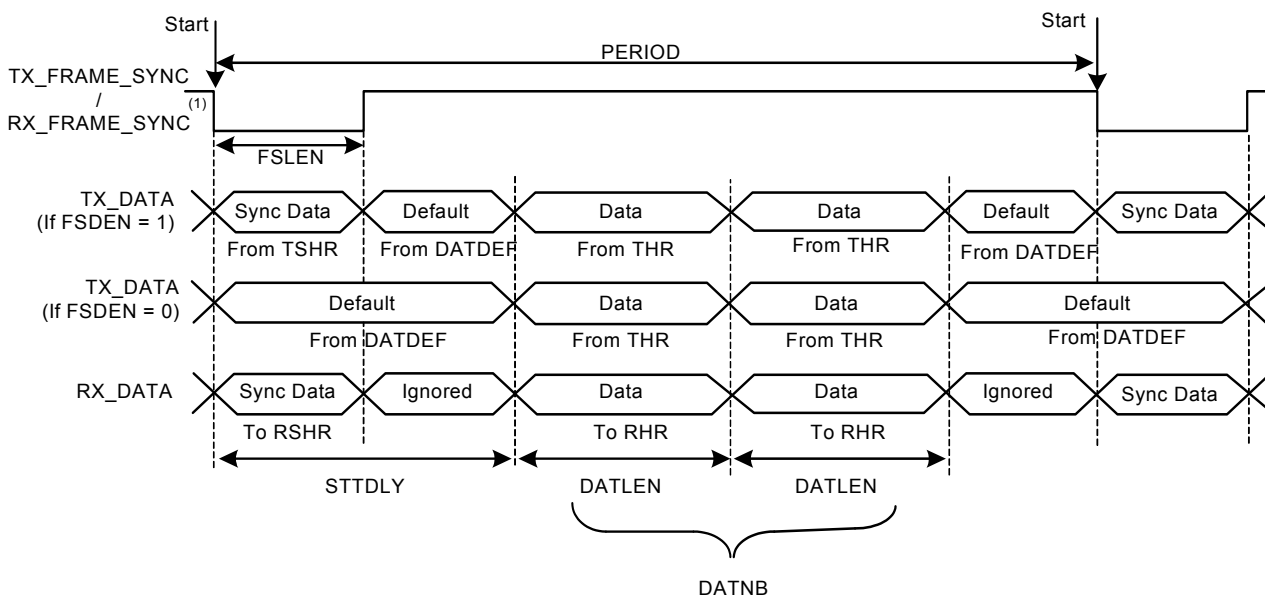 Start
Start
PERIOD
TX_FRAME_SYNC
/
RX_FRAME_SYNC
(1)
FSLEN
TX_DATA
(If FSDEN = 1)
Sync Data
Default
Data
Data
Default
Sync Data
From TSHR
From DATDEF
From THR
From THR
From DATDEF
TX_DATA
(If FSDEN = 0)
Default
Data
Data
Default
From DATDEF
From THR
From THR
From DATDEF
RX_DATA
Sync Data
Ignored
Data
Data
Ignored
Sync Data
To RSHR
To RHR
To RHR
STTDLY
DATLEN
DATLEN
DATNB